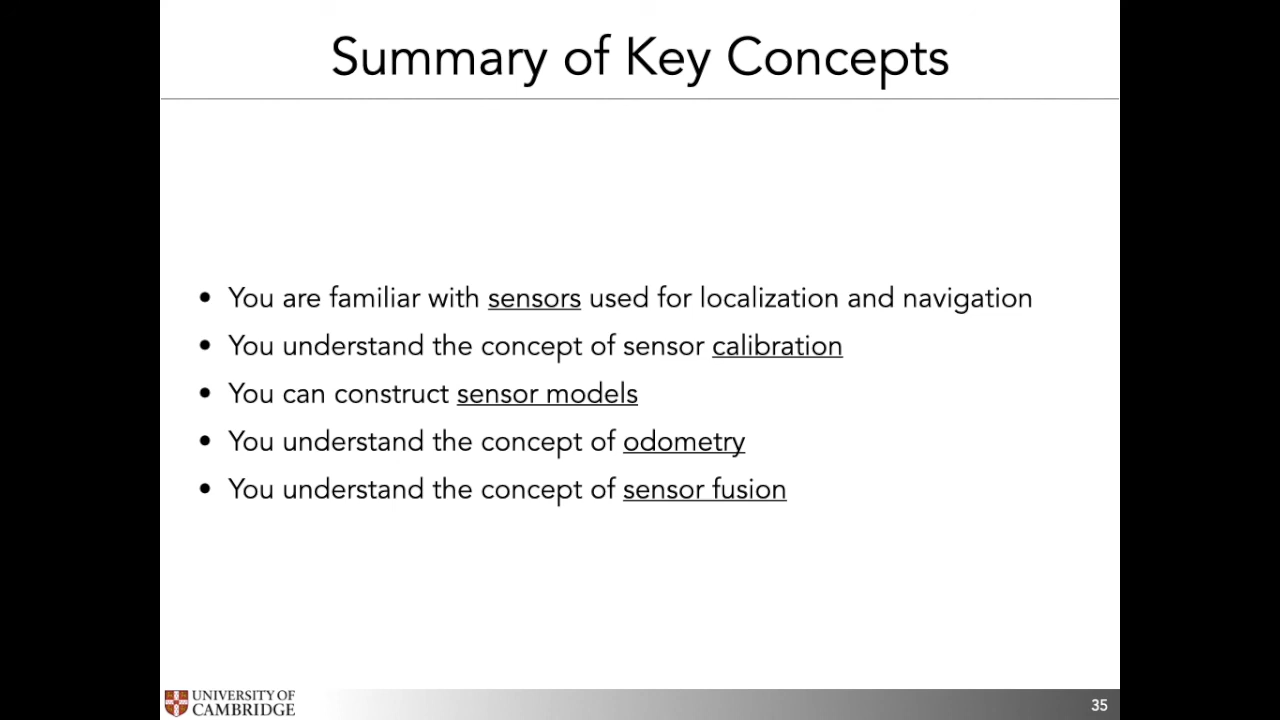 Summary of Key Concepts
• You are familiar with sensors used for localization and navigation
• You understand the concept of sensor calibration
• You can construct sensor models
• You understand the concept of odometry
• You understand the concept of sensor fusion
UNIVERSITY OF
CAMBRIDGE
35